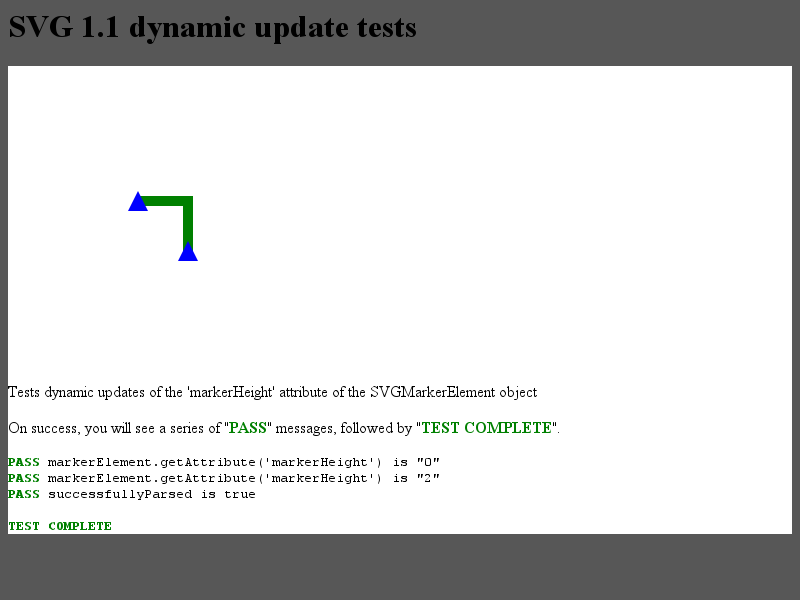 SVG 1.1 dynamic update tests
Tests dynamic updates of the 'markerHeight' attribute of the SVGMarkerElement object
On success, you will see a series of "PASS" messages, followed by "TEST COMPLETE".
PASS markerElement.getAttribute('markerHeight') is "0"
PASS markerElement.getAttribute('markerHeight') is "2"
PASS successfullyParsed is true
TEST COMPLETE